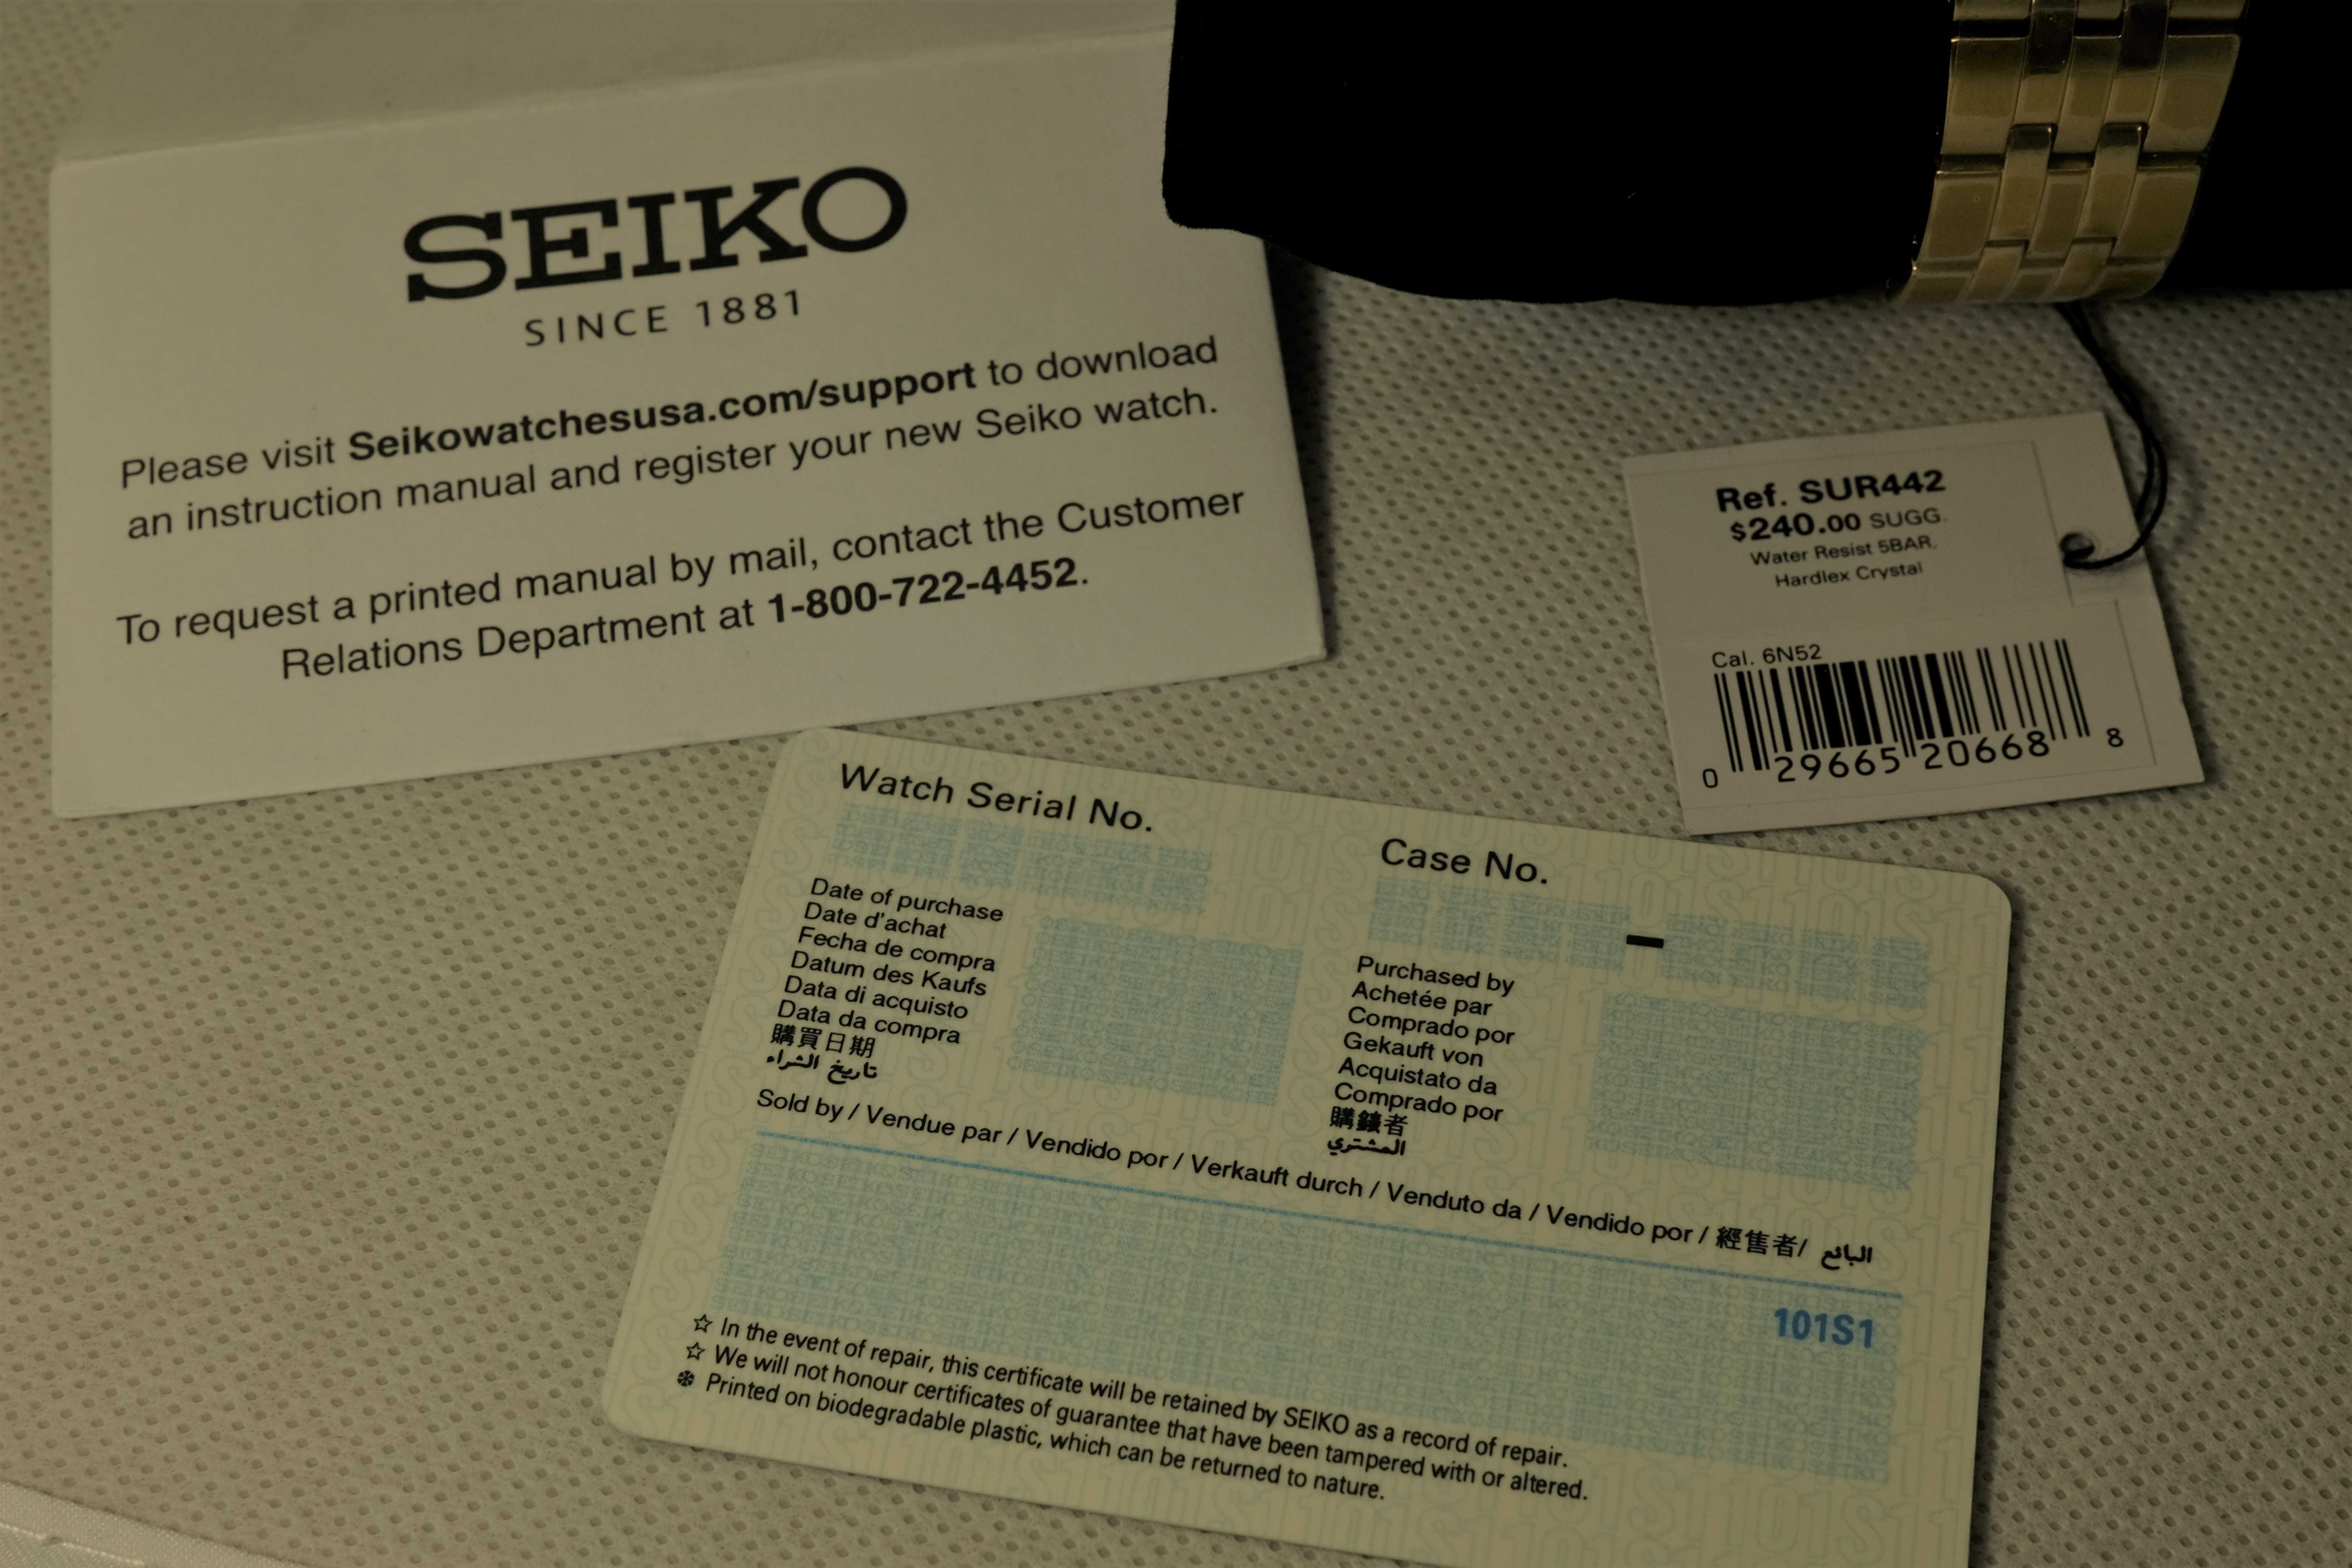 SEIKO
SINCE 1881
Please visit Seikowatchesusa.com/support to download
an instruction manual and register your new Seiko watch.
To request a printed manual by mail, contact the Customer
Relations Department at 1-800-722-4452.
Ref. SUR442
$240.00 SUGG.
Water Resist 5BAR.
Hardlex Crystal
Cal. 6N52
0 29665 20668 8
Watch Serial No.
Date of purchase
Date d'achat
Fecha de compra
Datum des Kaufs
Data di acquisto
Data da compra
購買日期
تاريخ الشراء
Case No.
–
Purchased by
Achetée par
Comprado por
Gekauft von
Acquistato da
Comprado por
購錶者
المشتري
Sold by / Vendue par / Vendido por / Verkauft durch / Venduto da / Vendido por / 經售者/ البائع
101S1
☆ In the event of repair, this certificate will be retained by SEIKO as a record of repair.
☆ We will not honour certificates of guarantee that have been tampered with or altered.
❄ Printed on biodegradable plastic, which can be returned to nature.